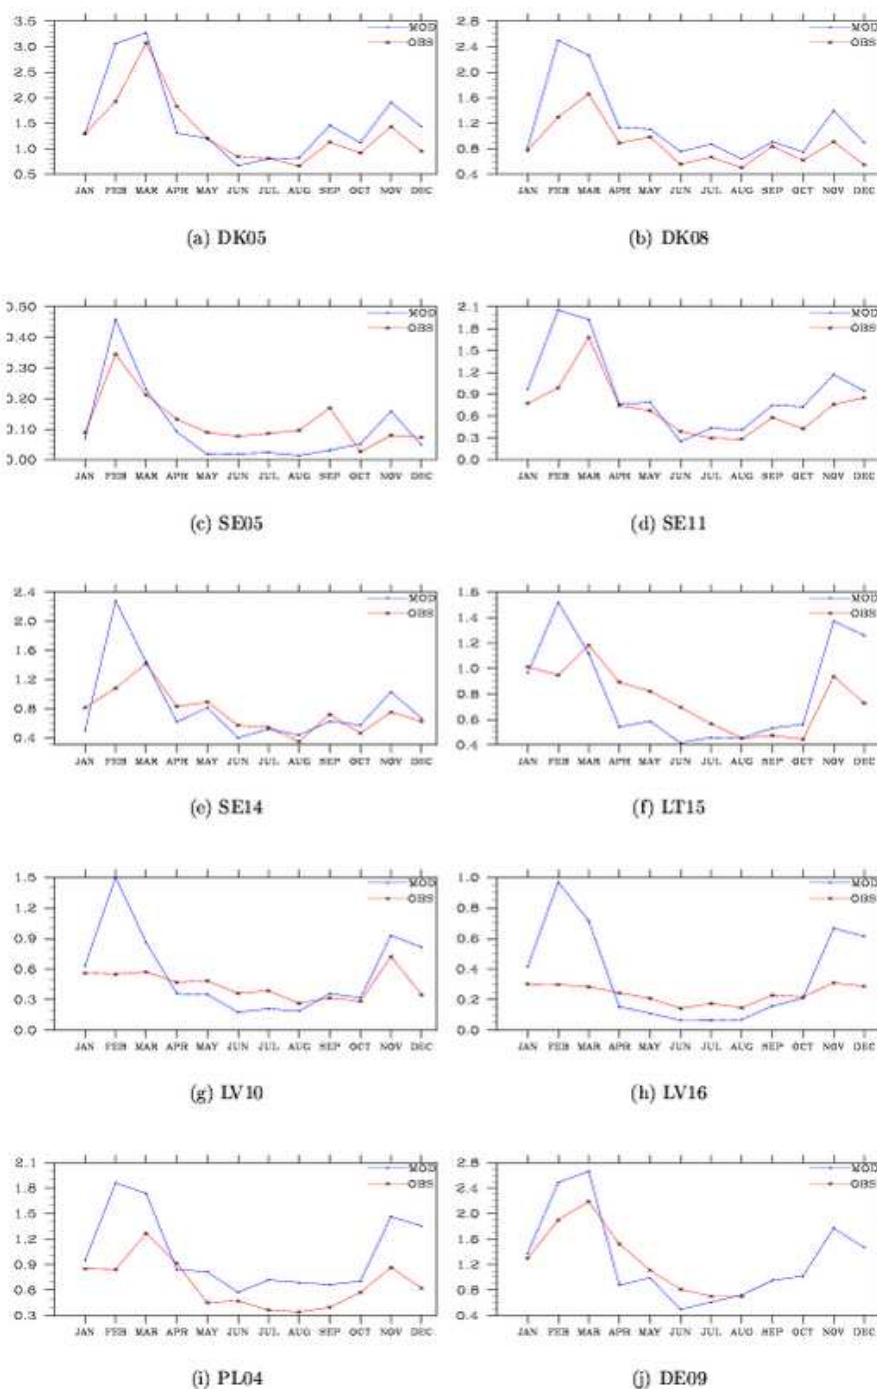 3.5
3.0
2.5
2.0
1.5
1.0
0.5
MOD
OBS
JAN FEB MAR APR MAY JUN JUL AUG SEP OCT NOV DEC
(a) DK05
2.8
2.4
2.0
1.6
1.2
0.8
0.4
MOD
OBS
JAN FEB MAR APR MAY JUN JUL AUG SEP OCT NOV DEC
(b) DK08
0.50
0.40
0.30
0.20
0.10
0.00
MOD
OBS
JAN FEB MAR APR MAY JUN JUL AUG SEP OCT NOV DEC
(c) SE05
2.1
1.8
1.5
1.2
0.9
0.6
0.3
0.0
MOD
OBS
JAN FEB MAR APR MAY JUN JUL AUG SEP OCT NOV DEC
(d) SE11
2.4
2.0
1.6
1.2
0.8
0.4
MOD
OBS
JAN FEB MAR APR MAY JUN JUL AUG SEP OCT NOV DEC
(e) SE14
1.6
1.4
1.2
1.0
0.8
0.6
0.4
MOD
OBS
JAN FEB MAR APR MAY JUN JUL AUG SEP OCT NOV DEC
(f) LT15
1.5
1.2
0.9
0.6
0.3
0.0
MOD
OBS
JAN FEB MAR APR MAY JUN JUL AUG SEP OCT NOV DEC
(g) LV10
1.0
0.8
0.6
0.4
0.2
0.0
MOD
OBS
JAN FEB MAR APR MAY JUN JUL AUG SEP OCT NOV DEC
(h) LV16
2.1
1.8
1.5
1.2
0.9
0.6
0.3
MOD
OBS
JAN FEB MAR APR MAY JUN JUL AUG SEP OCT NOV DEC
(i) PL04
2.8
2.4
2.0
1.6
1.2
0.8
0.4
MOD
OBS
JAN FEB MAR APR MAY JUN JUL AUG SEP OCT NOV DEC
(j) DE09